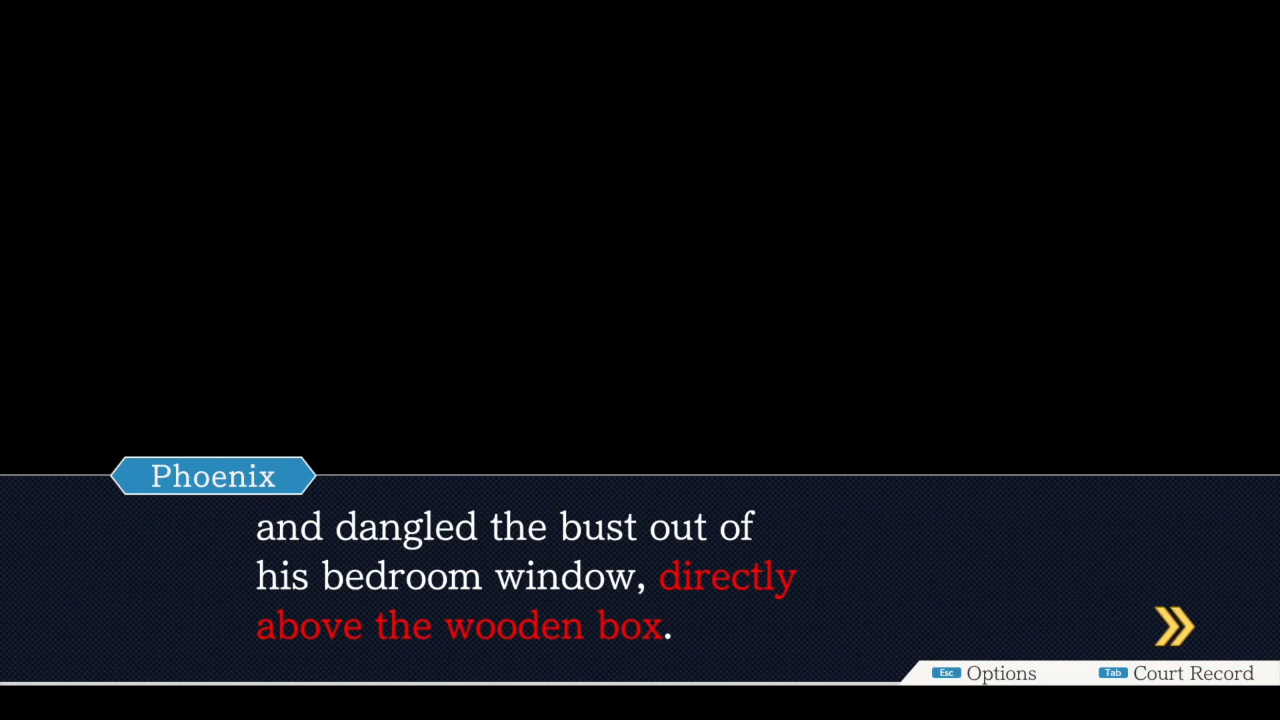 Phoenix
and dangled the bust out of
his bedroom window, directly
above the wooden box.
Esc Options Tab Court Record